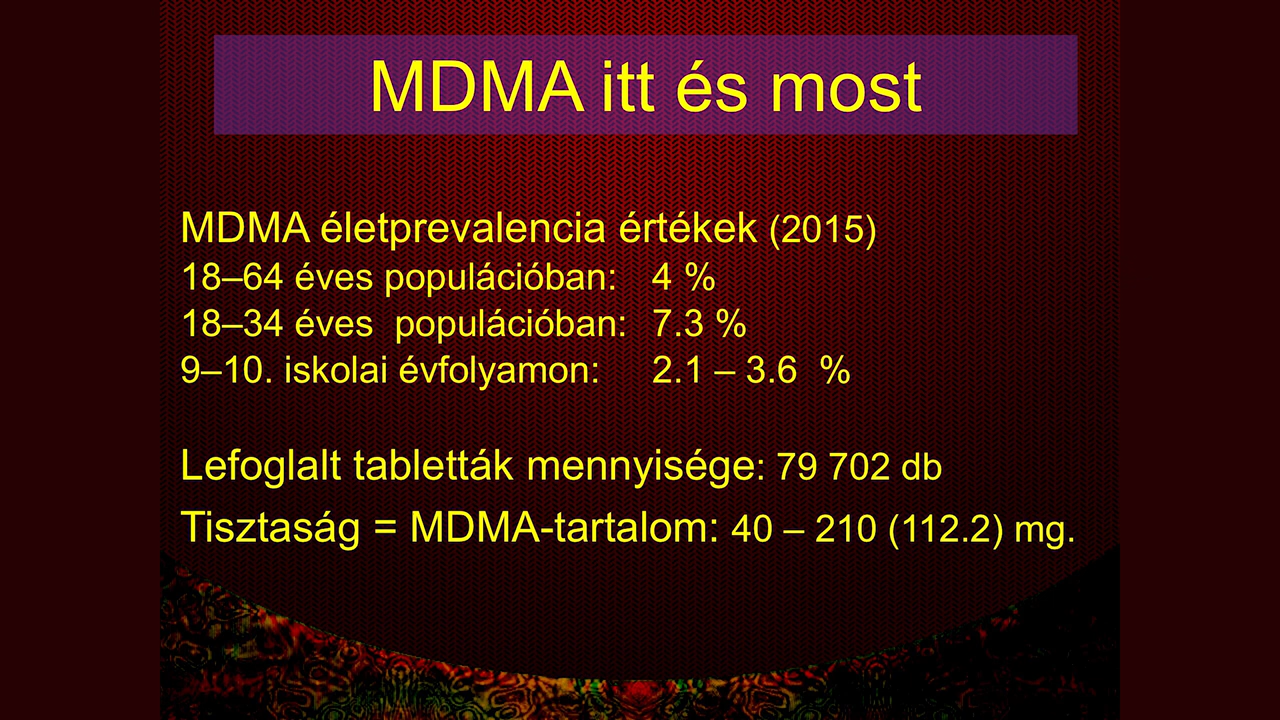 MDMA itt és most
MDMA életprevalencia értékek (2015)
18–64 éves populációban: 4 %
18–34 éves populációban: 7.3 %
9–10. iskolai évfolyamon: 2.1 – 3.6 %
Lefoglalt tabletták mennyisége: 79 702 db
Tisztaság = MDMA-tartalom: 40 – 210 (112.2) mg.